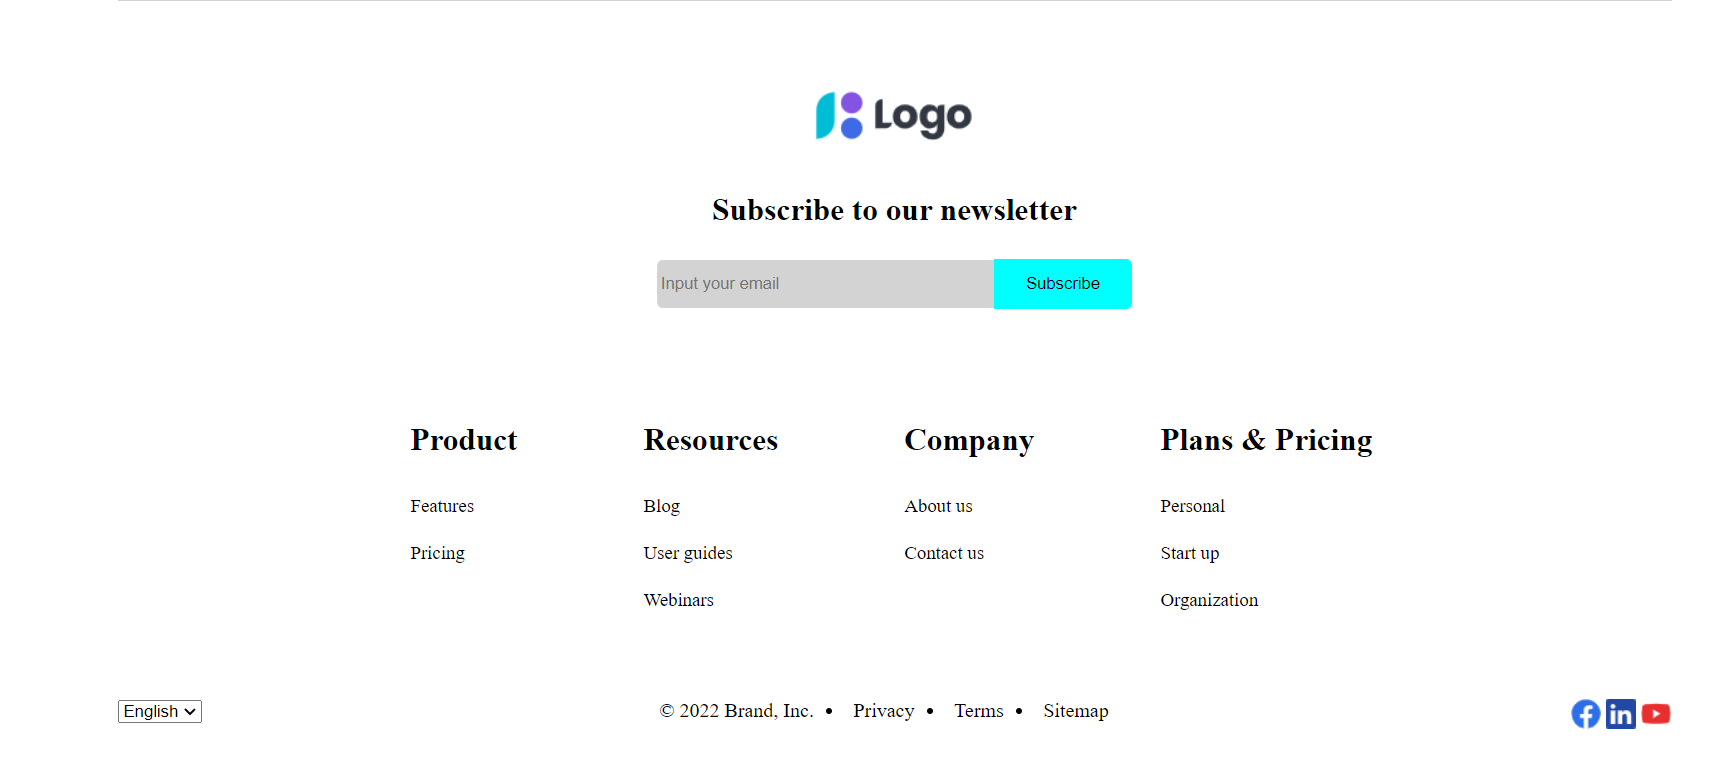 Logo
Subscribe to our newsletter
Input your email Subscribe
Product Resources Company Plans & Pricing
Features Blog About us Personal
Pricing User guides Contact us Start up
Webinars Organization
English © 2022 Brand, Inc. • Privacy • Terms • Sitemap in